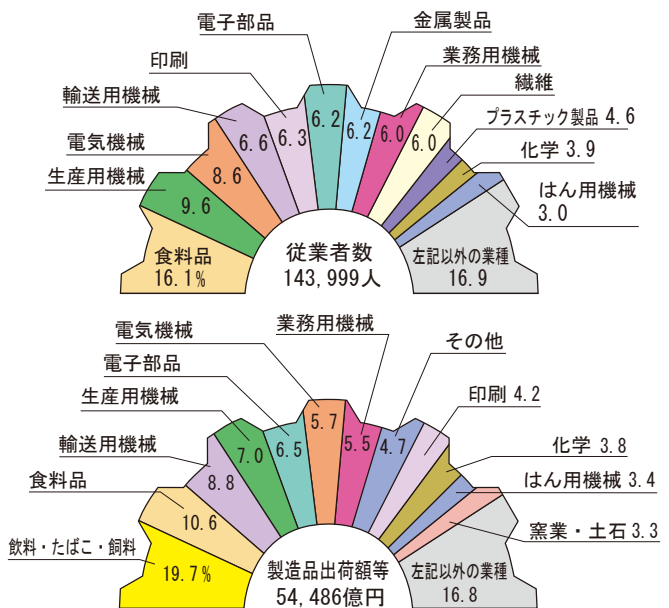 電子部品
6.2
金属製品
6.2
印刷
6.3
業務用機械
6.0
輸送用機械
6.6
繊維
6.0
プラスチック製品 4.6
電気機械
8.6
化学 3.9
生産用機械
9.6
はん用機械
3.0
食料品
16.1%
従業者数
143,999人
左記以外の業種
16.9
電気機械
5.7
業務用機械
5.5
電子部品
6.5
その他
4.7
生産用機械
7.0
印刷 4.2
輸送用機械
8.8
化学 3.8
食料品
10.6
はん用機械 3.4
飲料・たばこ・飼料
19.7%
窯業・土石 3.3
製造品出荷額等
54,486億円
左記以外の業種
16.8